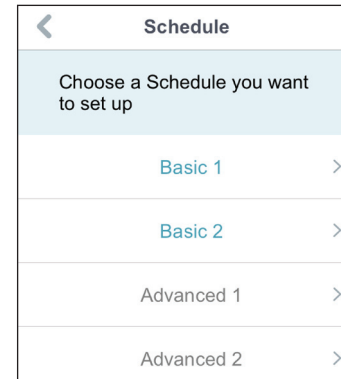 Schedule
Choose a Schedule you want
to set up
Basic 1
Basic 2
Advanced 1
Advanced 2